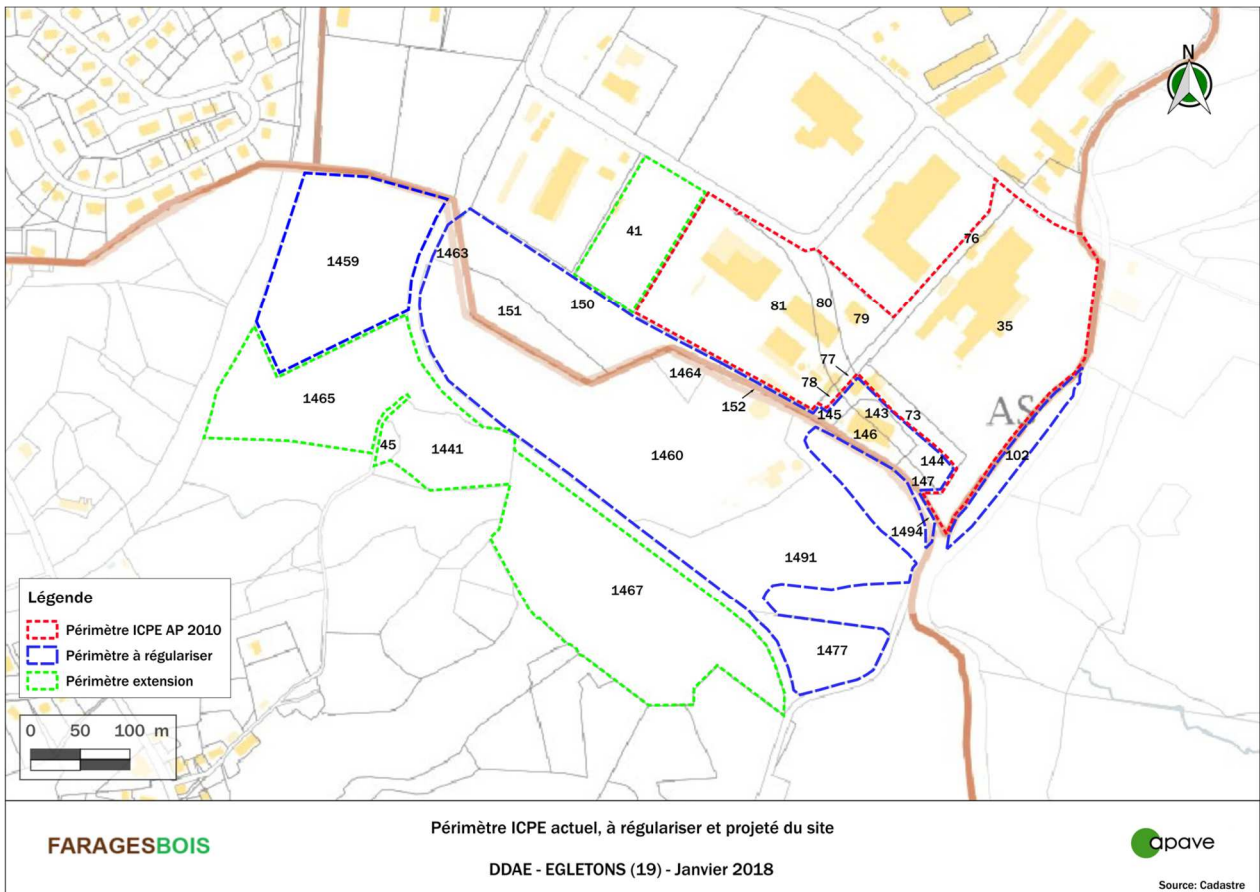 N
41
76
1463
1459
150
80
81
151
79
35
77
1464
78
152
145
143
73
AS
1465
146
102
45
1441
1460
144
147
1494
1491
1467
1477
Légende
Périmètre ICPE AP 2010
Périmètre à régulariser
Périmètre extension
0 50 100 m
Périmètre ICPE actuel, à régulariser et projeté du site
FARAGESBOIS
apave
DDAE - EGLETONS (19) - Janvier 2018
Source: Cadastre